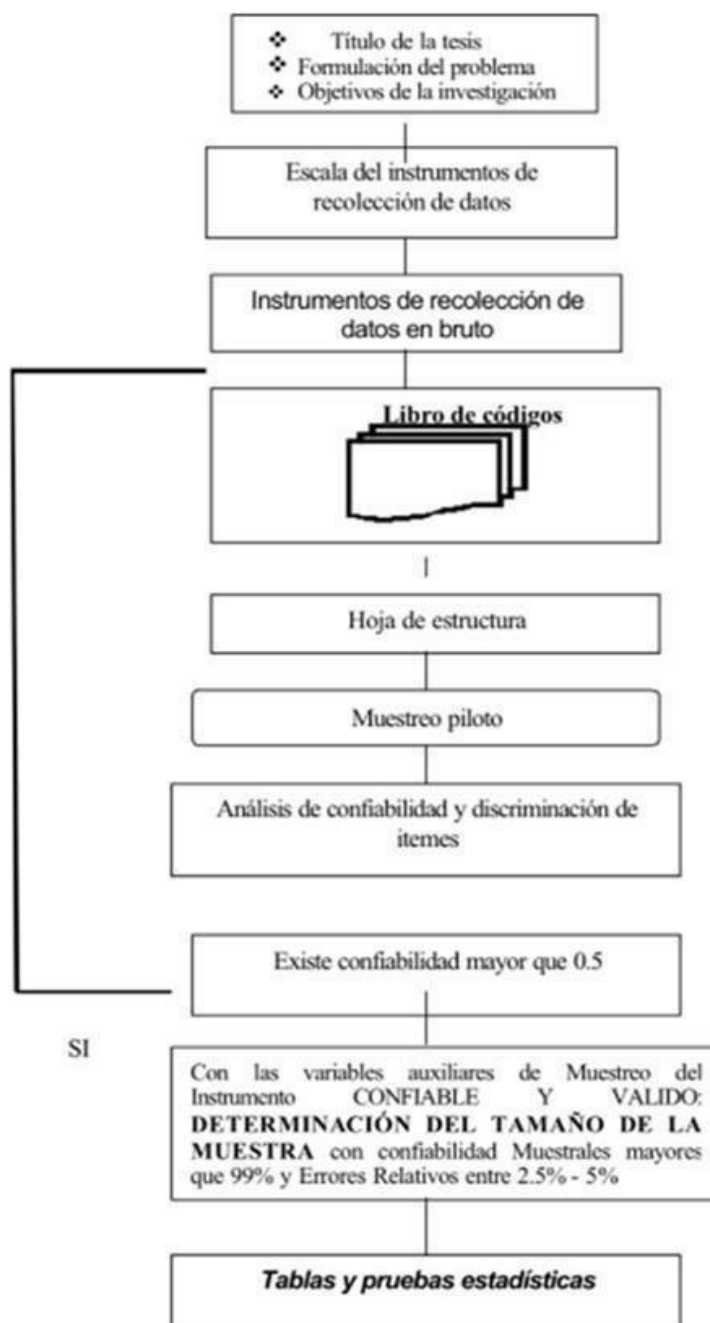 ❖ Título de la tesis
❖ Formulación del problema
❖ Objetivos de la investigación
Escala del instrumentos de
recolección de datos
Instrumentos de recolección de
datos en bruto
Libro de códigos
Hoja de estructura
Muestreo piloto
Análisis de confiabilidad y discriminación de
itemes
Existe confiabilidad mayor que 0.5
SI
Con las variables auxiliares de Muestreo del
Instrumento CONFIABLE Y VALIDO:
DETERMINACIÓN DEL TAMAÑO DE LA
MUESTRA con confiabilidad Muestrales mayores
que 99% y Errores Relativos entre 2.5% - 5%
Tablas y pruebas estadísticas